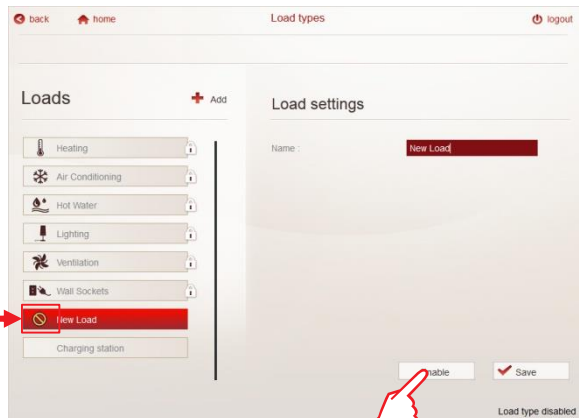 back home Load types logout
Loads Add
Load settings
Heating
Name : New Load
Air Conditioning
Hot Water
Lighting
Ventilation
Wall Sockets
New Load
Charging station
Save
Load type disabled